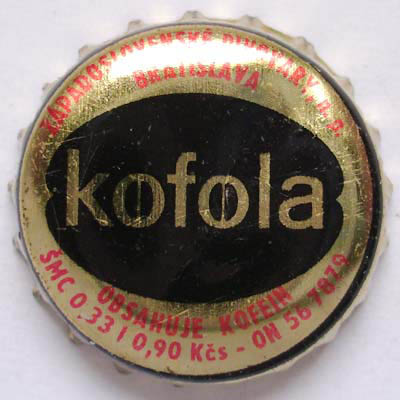 ZÁPADOSLOVENSKÉ PIVOVARY, n.p.
BRATISLAVA
kofola
OBSAHUJE KOFEIN
ŠMC 0,33 l 0,90 Kčs - ON 56 7879